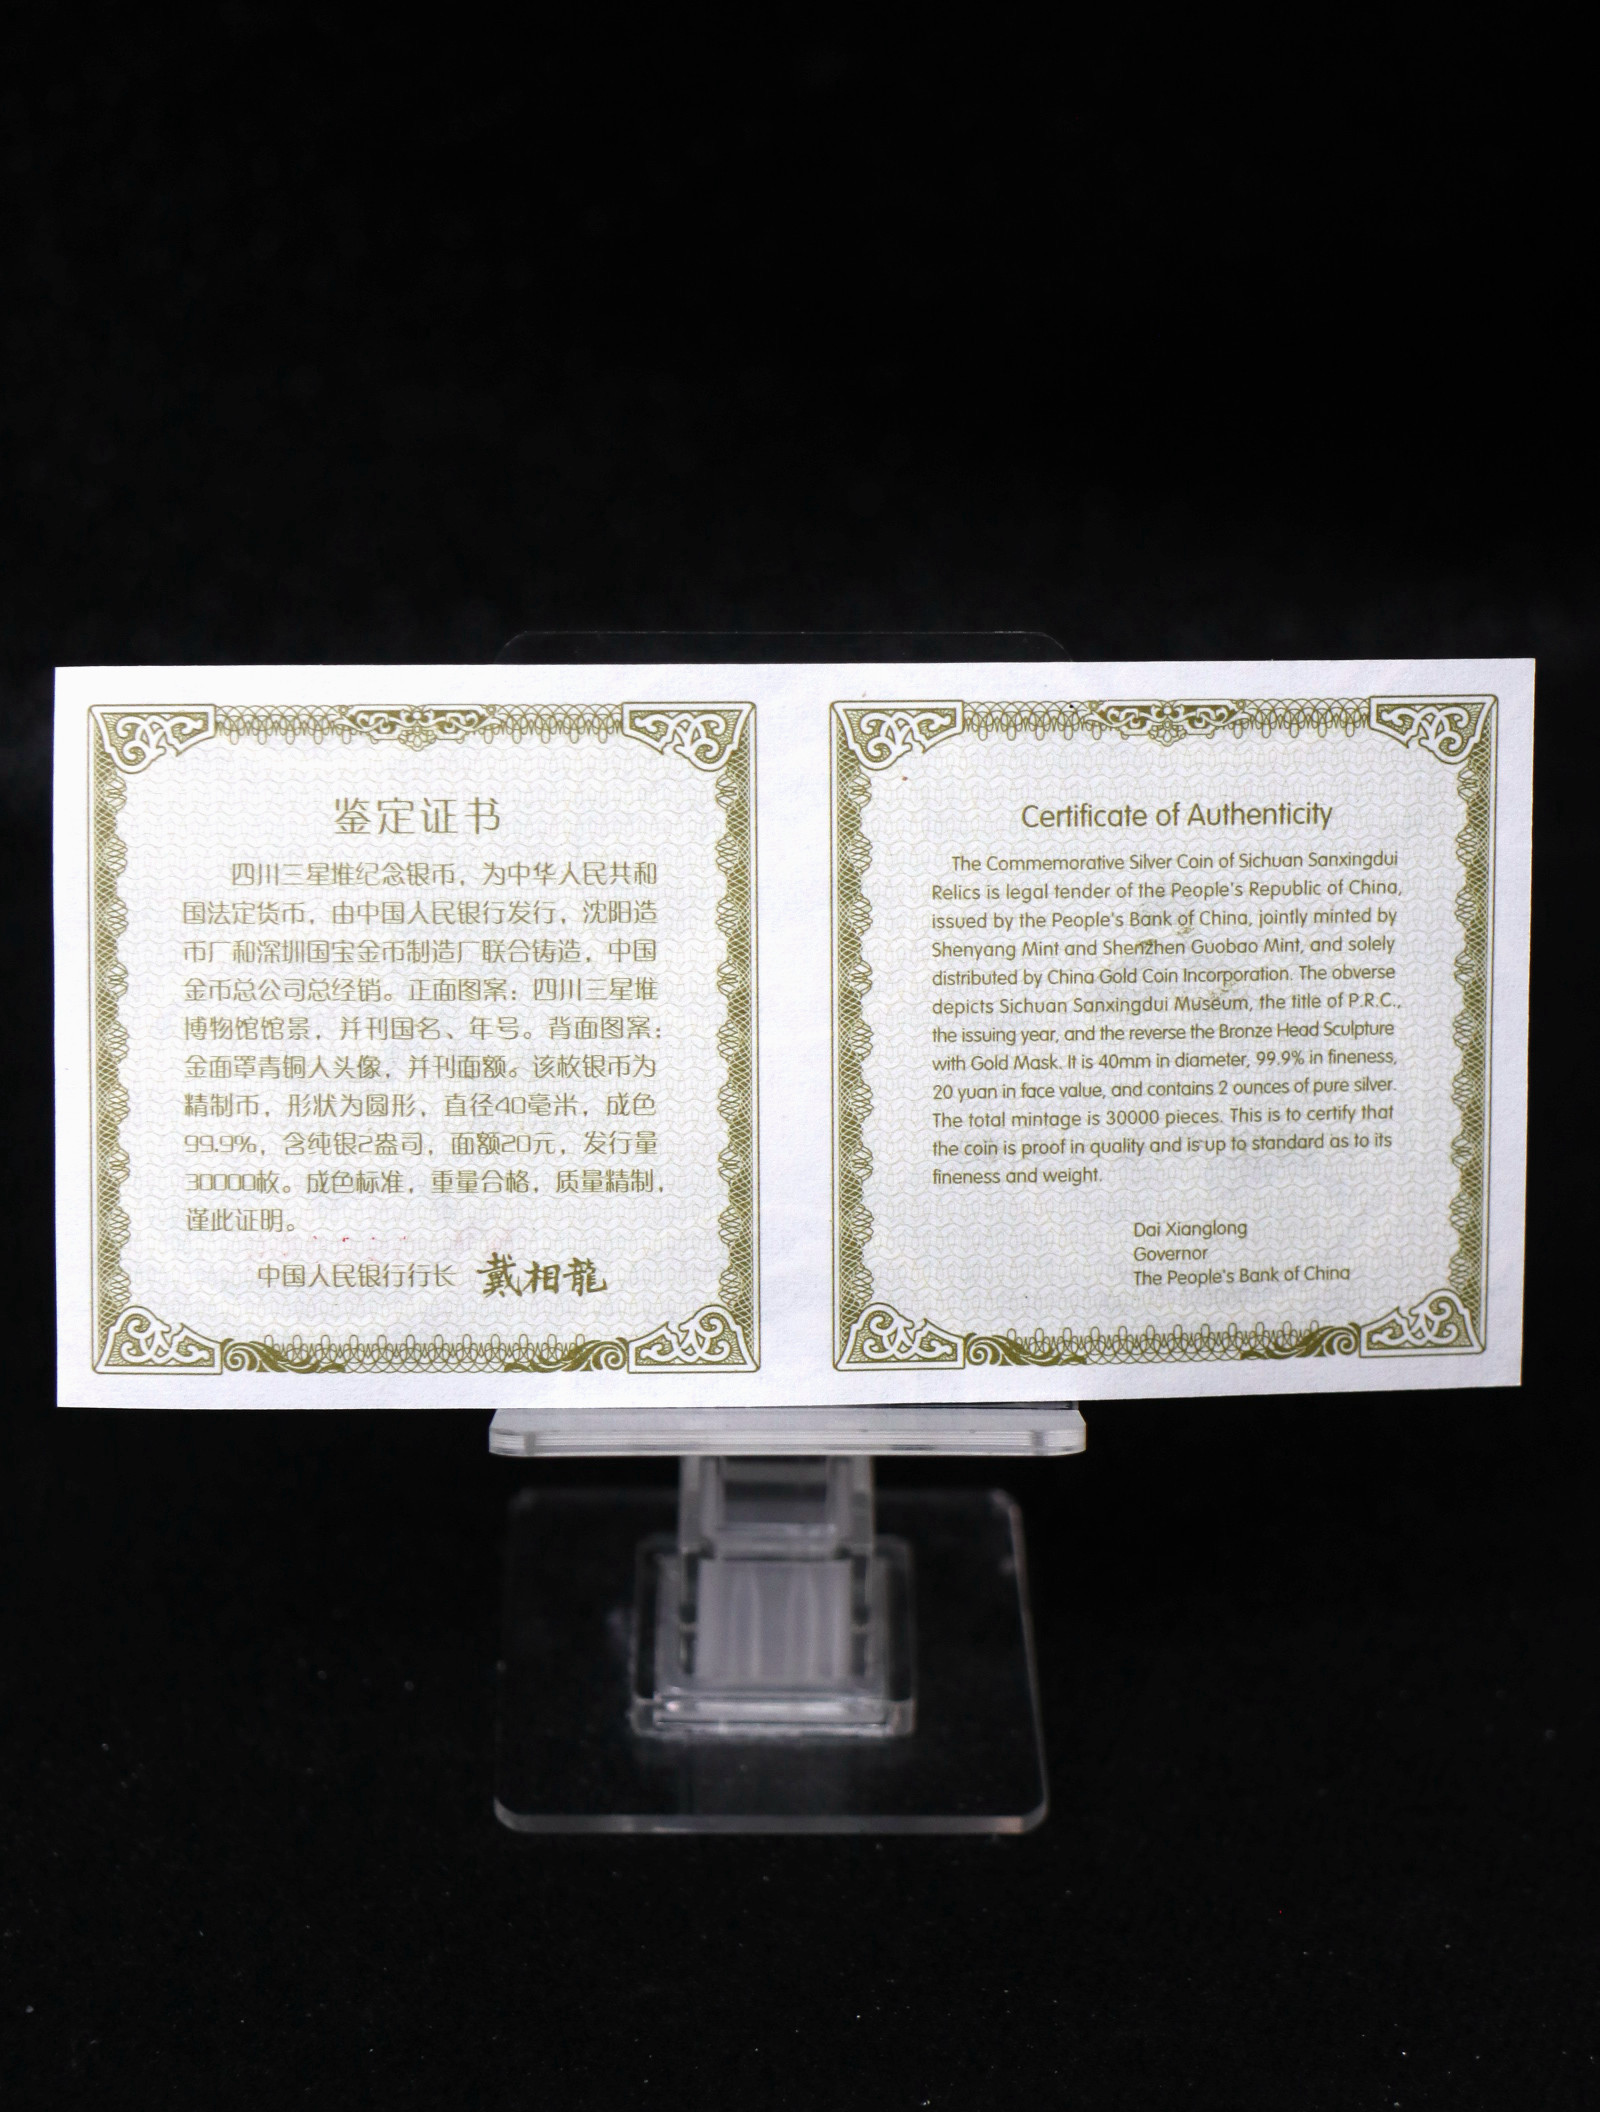 鉴定证书
四川三星堆纪念银币，为中华人民共和
国法定货币，由中国人民银行发行，沈阳造
币厂和深圳国宝金币制造厂联合铸造，中国
金币总公司总经销。正面图案：四川三星堆
博物馆馆景，并刊国名、年号。背面图案：
金面罩青铜人头像，并刊面额。该枚银币为
精制币，形状为圆形，直径40毫米，成色
99.9%，含纯银2盎司，面额20元，发行量
30000枚。成色标准，重量合格，质量精制，
谨此证明。
中国人民银行行长 戴相龍
Certificate of Authenticity
The Commemorative Silver Coin of Sichuan Sanxingdui
Relics is legal tender of the People's Republic of China,
issued by the People's Bank of China, jointly minted by
Shenyang Mint and Shenzhen Guobao Mint, and solely
distributed by China Gold Coin Incorporation. The obverse
depicts Sichuan Sanxingdui Museum, the title of P.R.C.,
the issuing year, and the reverse the Bronze Head Sculpture
with Gold Mask. It is 40mm in diameter, 99.9% in fineness,
20 yuan in face value, and contains 2 ounces of pure silver.
The total mintage is 30000 pieces. This is to certify that
the coin is proof in quality and is up to standard as to its
fineness and weight.
Dai Xianglong
Governor
The People's Bank of China